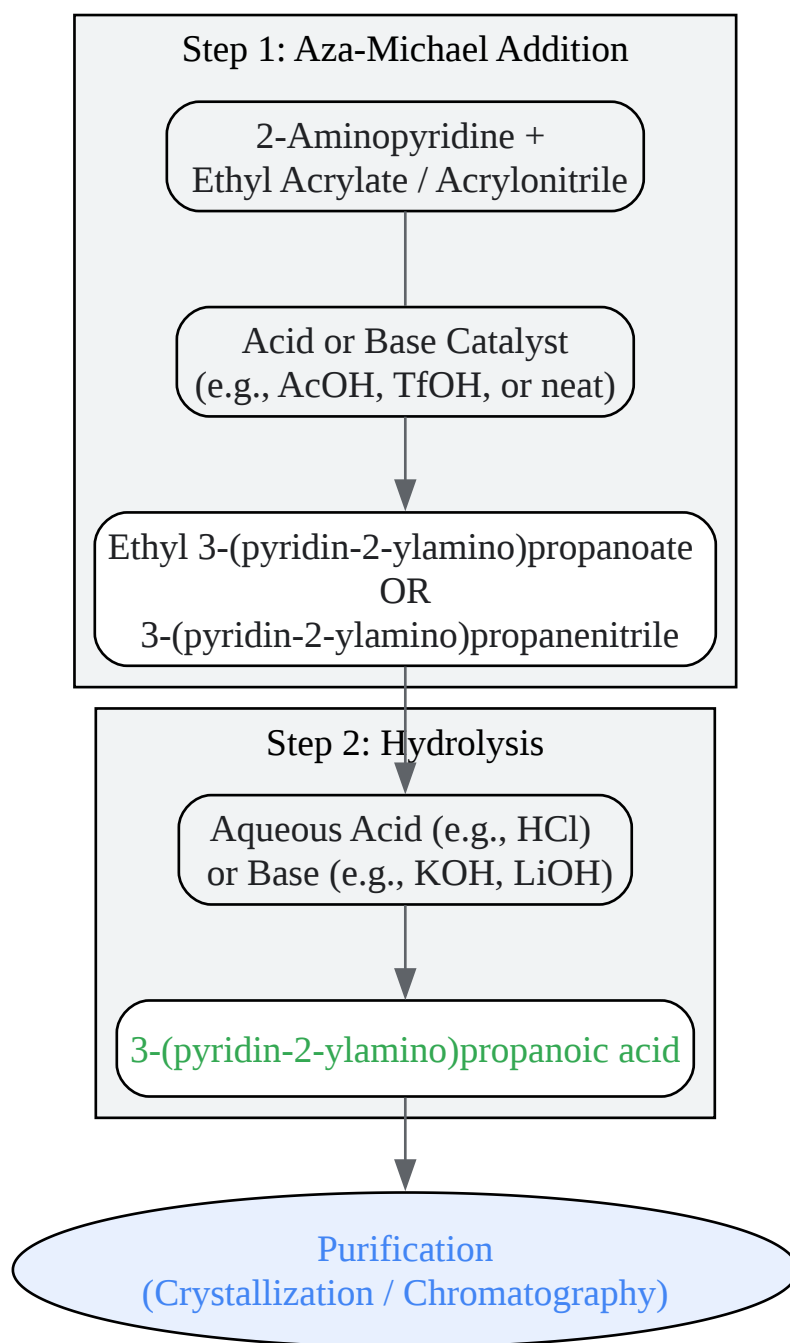 Step 1: Aza-Michael Addition
2-Aminopyridine +
Ethyl Acrylate / Acrylonitrile
Acid or Base Catalyst
(e.g., AcOH, TfOH, or neat)
Ethyl 3-(pyridin-2-ylamino)propanoate
OR
3-(pyridin-2-ylamino)propanenitrile
Step 2: Hydrolysis
Aqueous Acid (e.g., HCl)
or Base (e.g., KOH, LiOH)
3-(pyridin-2-ylamino)propanoic acid
Purification
(Crystallization / Chromatography)